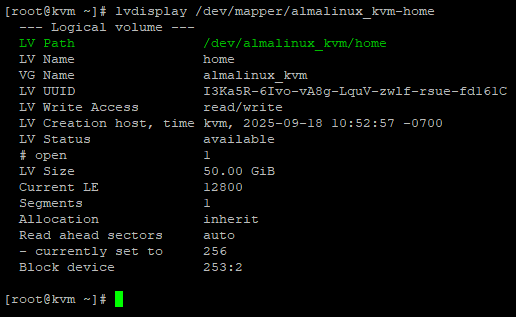 [root@kvm ~]# lvdisplay /dev/mapper/almalinux_kvm-home
--- Logical volume ---
LV Path                /dev/almalinux_kvm/home
LV Name                home
VG Name                almalinux_kvm
LV UUID                I3Ka5R-6Ivo-vA8g-LquV-zwlf-rsue-fd161C
LV Write Access        read/write
LV Creation host, time kvm, 2025-09-18 10:52:57 -0700
LV Status              available
# open                 1
LV Size                50.00 GiB
Current LE             12800
Segments               1
Allocation             inherit
Read ahead sectors     auto
- currently set to     256
Block device           253:2
[root@kvm ~]#